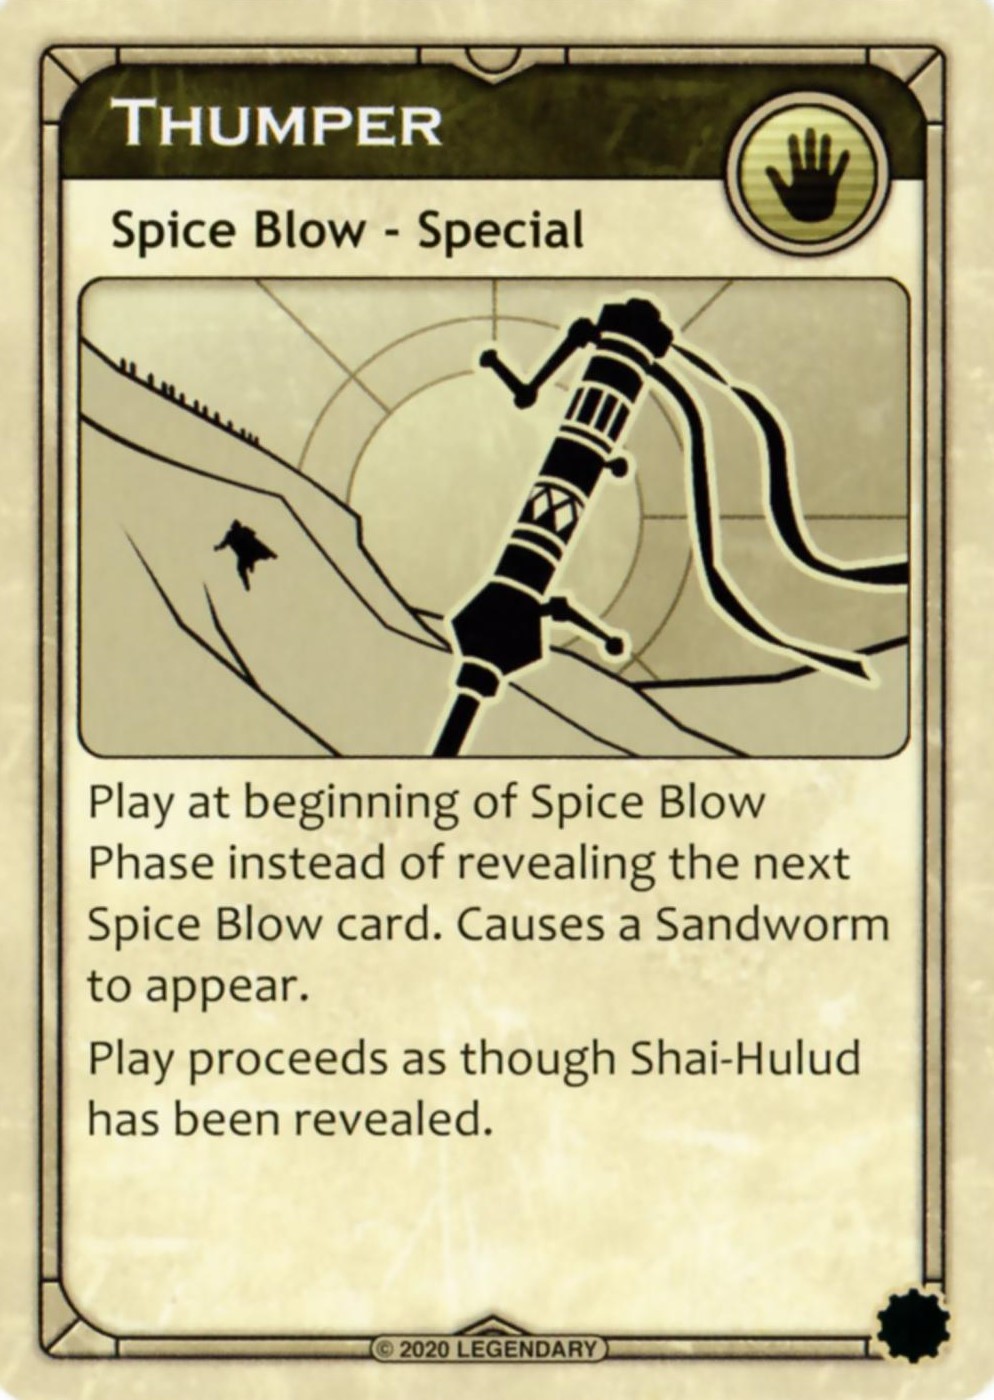 THUMPER
Spice Blow - Special
Play at beginning of Spice Blow
Phase instead of revealing the next
Spice Blow card. Causes a Sandworm
to appear.
Play proceeds as though Shai-Hulud
has been revealed.
© 2020 LEGENDARY